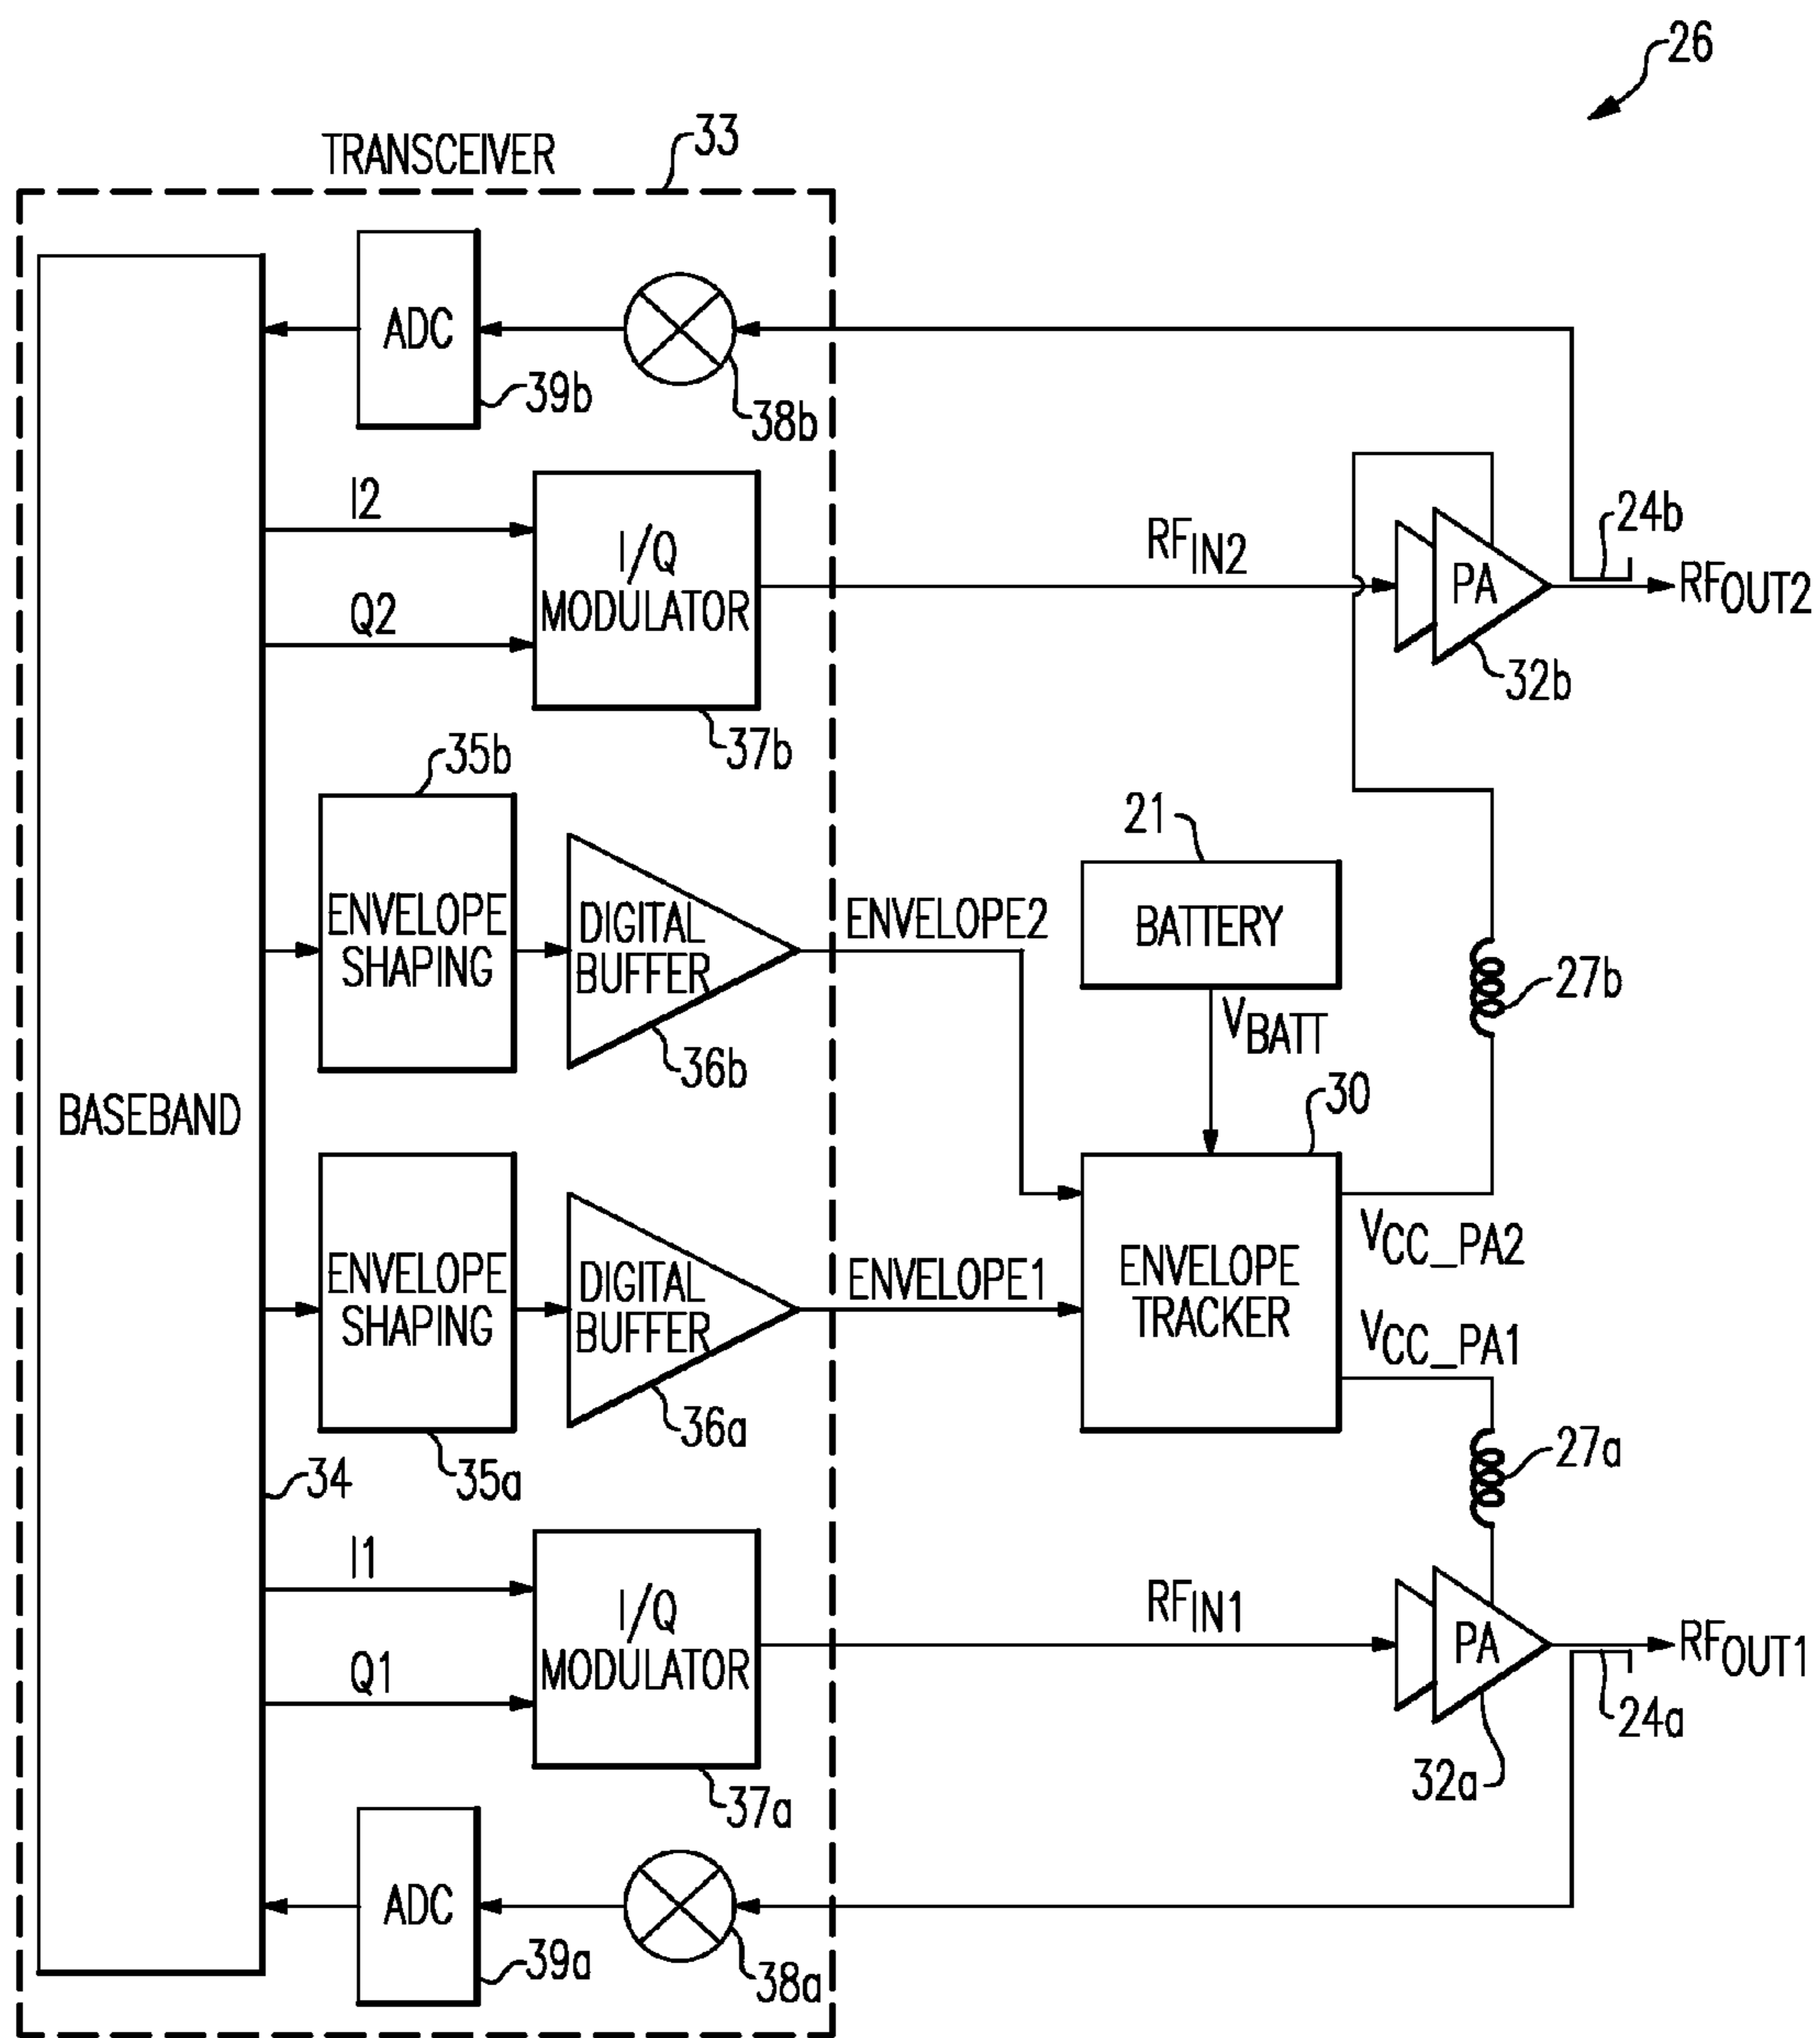 26
TRANSCEIVER
33
ADC
39b
38b
I2
Q2
I/Q
MODULATOR
37b
RFIN2
PA
32b
24b
RFOUT2
35b
ENVELOPE
SHAPING
DIGITAL
BUFFER
36b
ENVELOPE2
21
BATTERY
VBATT
27b
BASEBAND
34
ENVELOPE
SHAPING
35a
DIGITAL
BUFFER
36a
ENVELOPE1
30
ENVELOPE
TRACKER
VCC_PA2
VCC_PA1
27a
I1
Q1
I/Q
MODULATOR
37a
RFIN1
PA
32a
24a
RFOUT1
ADC
39a
38a